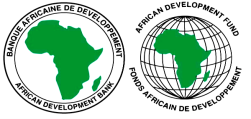 BANQUE AFRICAINE DE DEVELOPPEMENT
AFRICAN DEVELOPMENT BANK
AFRICAN DEVELOPMENT FUND
FONDS AFRICAIN DE DEVELOPPEMENT